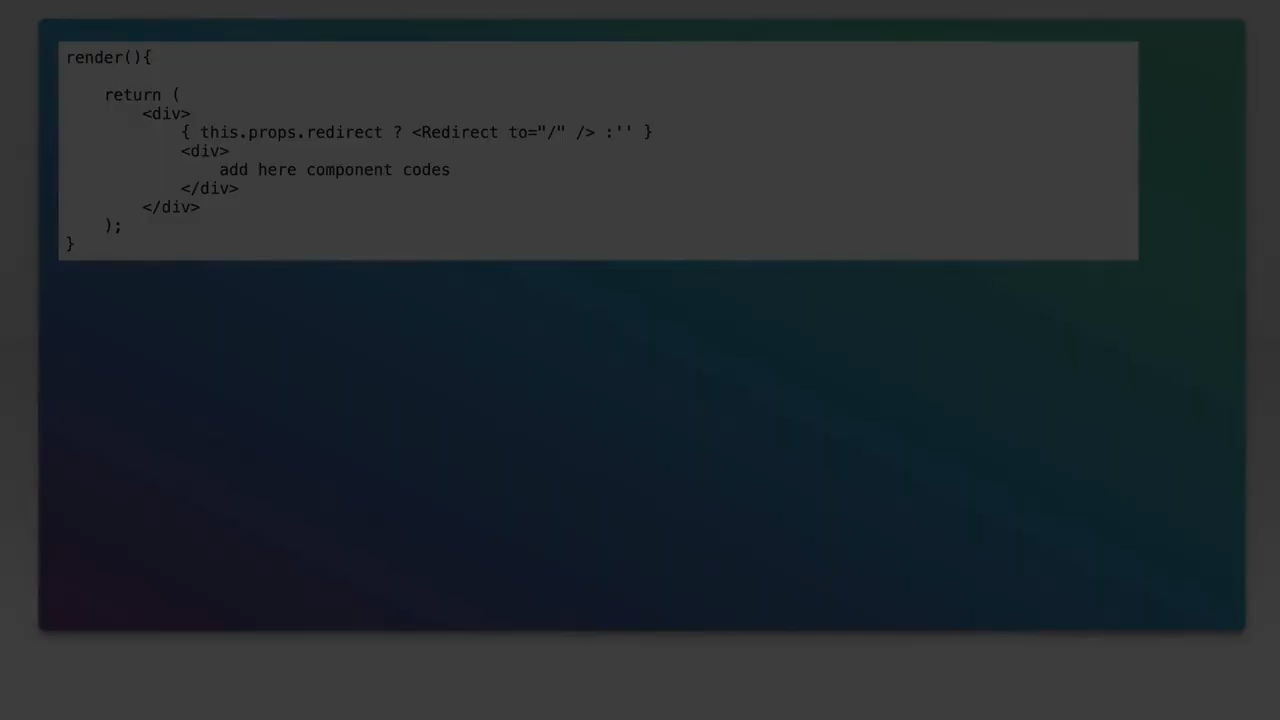 render(){
return (
<div>
{ this.props.redirect ? <Redirect to="/" /> :'' }
<div>
add here component codes
</div>
</div>
);
}